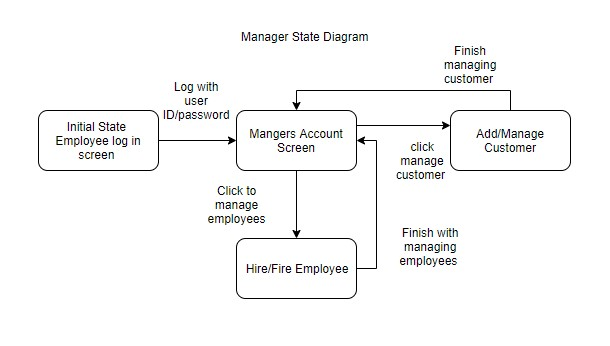 Manager State Diagram
Finish
managing
customer
Log with
user
ID/password
Initial State
Employee log in
screen
Mangers Account
Screen
click
manage
customer
Add/Manage
Customer
Click to
manage
employees
Finish with
managing
employees
Hire/Fire Employee